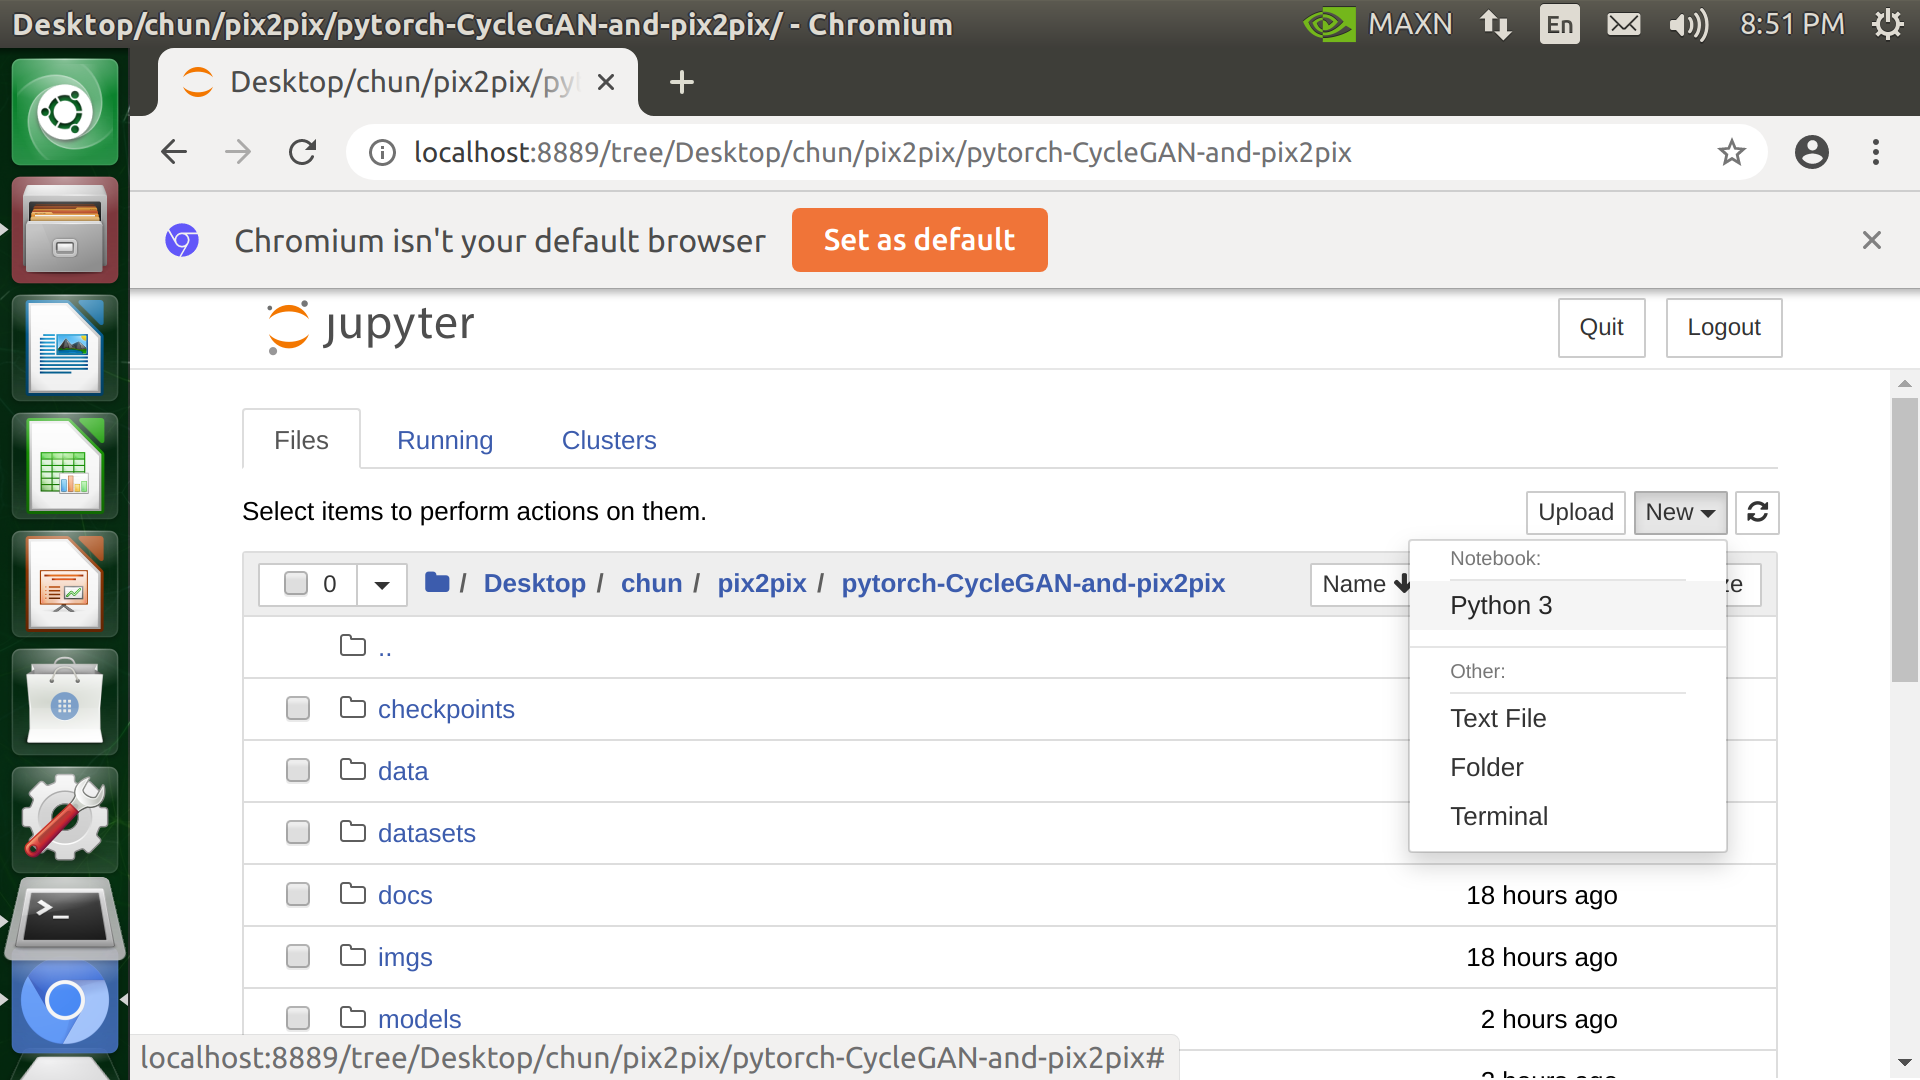 Desktop/chun/pix2pix/pytorch-CycleGAN-and-pix2pix/ - Chromium
MAXN
En
8:51 PM
Desktop/chun/pix2pix/pyt
localhost:8889/tree/Desktop/chun/pix2pix/pytorch-CycleGAN-and-pix2pix
Chromium isn't your default browser
Set as default
jupyter
Quit
Logout
Files
Running
Clusters
Select items to perform actions on them.
Upload
New
0
/ Desktop / chun / pix2pix / pytorch-CycleGAN-and-pix2pix
Name
ze
Notebook:
Python 3
Other:
Text File
Folder
Terminal
..
checkpoints
data
datasets
docs
18 hours ago
imgs
18 hours ago
models
2 hours ago
localhost:8889/tree/Desktop/chun/pix2pix/pytorch-CycleGAN-and-pix2pix#